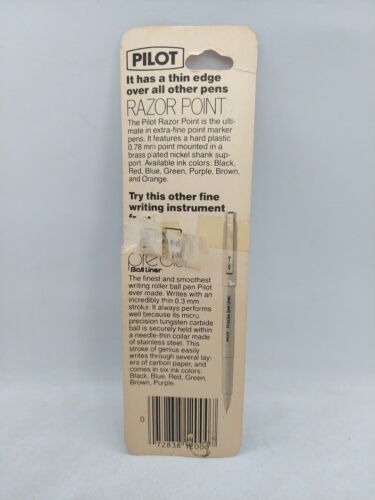 PILOT
It has a thin edge
over all other pens
RAZOR POINT
The Pilot Razor Point is the ulti-
mate in extra-fine point marker
pens. It features a hard plastic
0.78 mm point mounted in a
brass plated nickel shank sup-
port. Available ink colors: Black,
Red, Blue, Green, Purple, Brown,
and Orange.
Try this other fine
writing instrument
Ball Liner
The finest and smoothest
writing roller ball pen Pilot
ever made. Writes with an
incredibly thin 0.3 mm
stroke. It always performs
well because its micro
precision tungsten carbide
ball is securely held within
a needle-thin collar made
of stainless steel. This
stroke of genius easily
writes through several lay-
ers of carbon paper, and
comes in six ink colors:
Black, Blue, Red, Green,
Brown, Purple.
0
72838